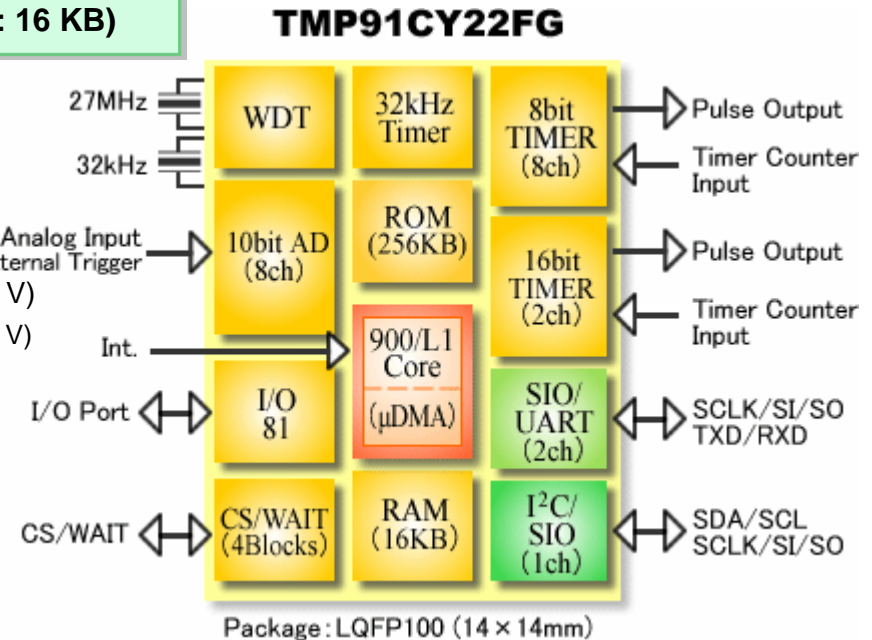 : 16 KB)
TMP91CY22FG
27MHz
32kHz
WDT
32kHz
Timer
8bit
TIMER
(8ch)
Pulse Output
Timer Counter
Input
Analog Input
ternal Trigger
V)
V)
10bit AD
(8ch)
ROM
(256KB)
16bit
TIMER
(2ch)
Pulse Output
Timer Counter
Input
Int.
900/L1
Core
(μDMA)
I/O Port
I/O
81
SIO/
UART
(2ch)
SCLK/SI/SO
TXD/RXD
CS/WAIT
CS/WAIT
(4Blocks)
RAM
(16KB)
I²C/
SIO
(1ch)
SDA/SCL
SCLK/SI/SO
Package:LQFP100 (14×14mm)